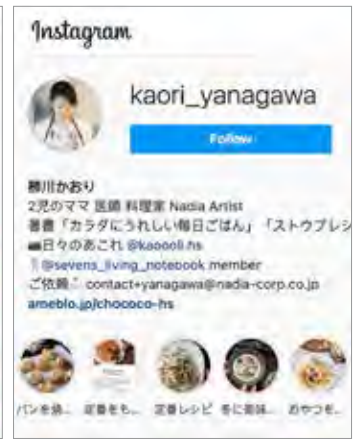 Instagram
kaori_yanagawa
Follow
柳川かおり
2児のママ 医師 料理家 Nadia Artist
著書「カラダにうれしい毎日ごはん」「ストウブレシ
📷日々のあこれ @kaoooli.hs
@sevens_living_notebook member
ご依頼: contact+yanagawa@nadia-corp.co.jp
ameblo.jp/chococo-hs
パンを焼… 定番をも… 定番レシピ 冬に美味… おやつを…